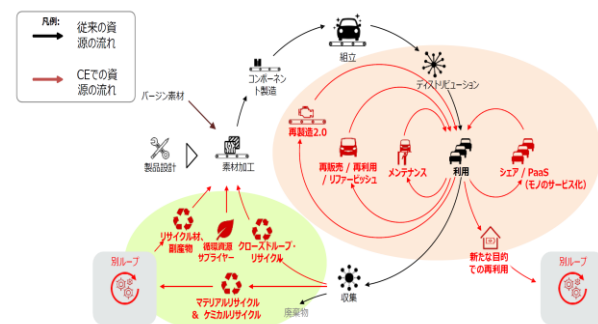 凡例:
従来の資
源の流れ
CEでの資
源の流れ
組立
コンポーネン
ト製造
ディストリビューション
バージン素材
再製造2.0
製品設計
素材加工
再販売 / 再利用
/ リファービッシュ
メンテナンス
利用
シェア / PaaS
(モノのサービス化)
リサイクル材、
副産物
循環資源
サプライヤー
クローズドループ・
リサイクル
新たな目的
での再利用
別ループ
別ループ
マテリアルリサイクル
& ケミカルリサイクル
収集
廃棄物